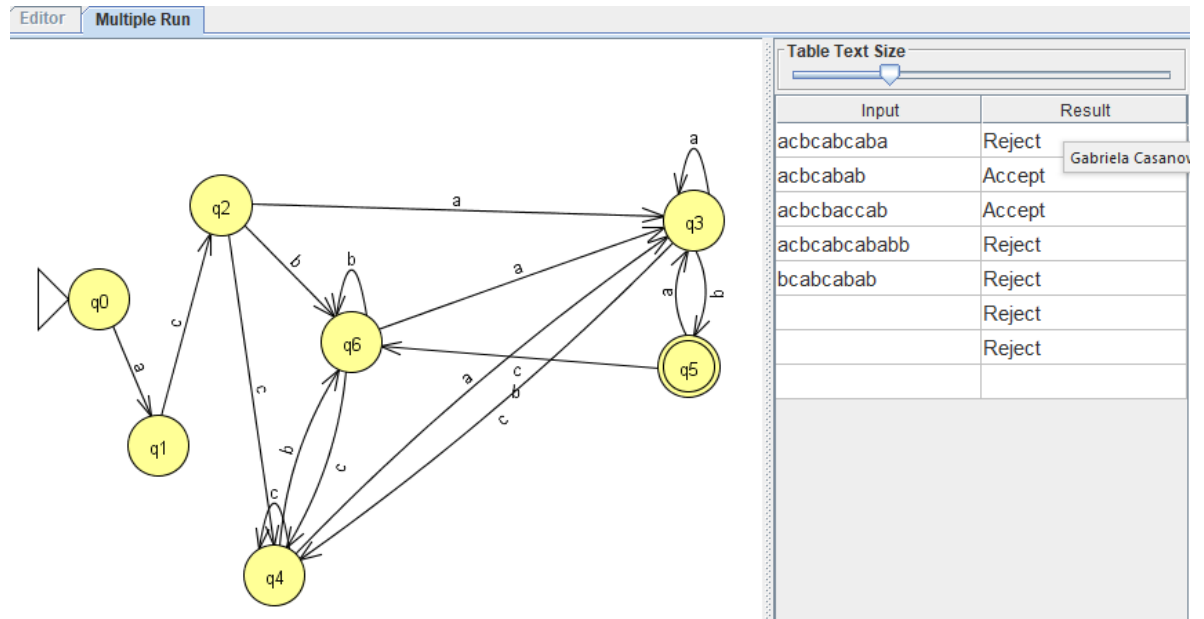 Editor
Multiple Run
Table Text Size
Input Result
acbcabcaba Reject
Gabriela Casanov
acbcabab Accept
acbcbaccab Accept
acbcabcababb Reject
bcabcabab Reject
Reject
Reject
a
q2
a
q3
b
b
a
q0
c
a
b
q6
a
c
q5
a
c
a
b
q1
c
b
c
c
q4